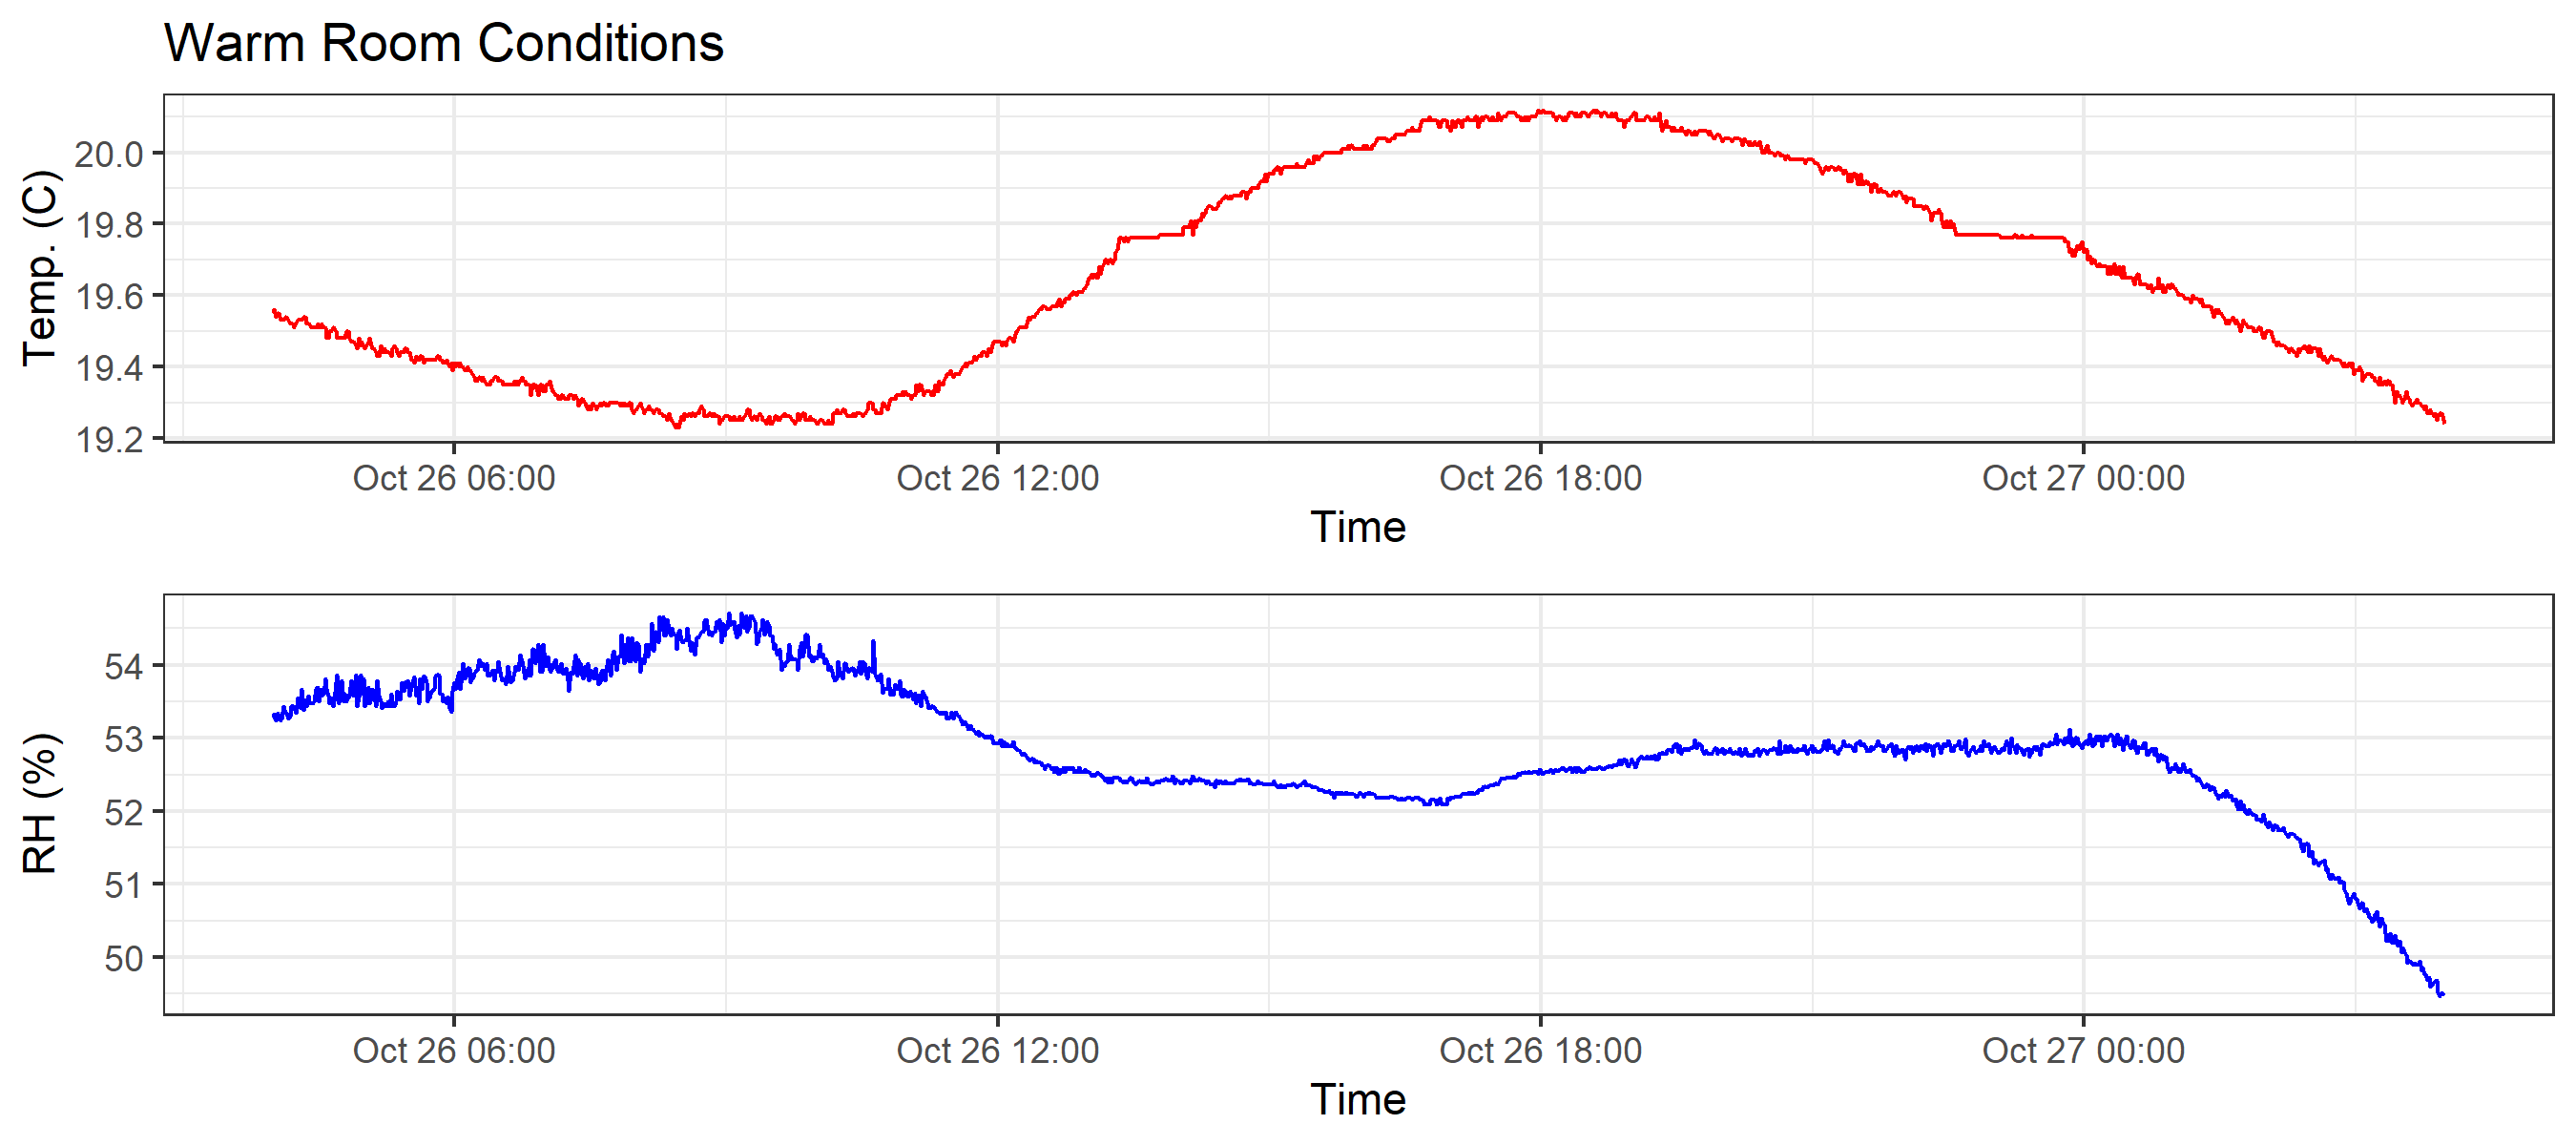 Warm Room Conditions
Temp. (C)
20.0
19.8
19.6
19.4
19.2
Oct 26 06:00 Oct 26 12:00 Oct 26 18:00 Oct 27 00:00
Time
RH (%)
54
53
52
51
50
Oct 26 06:00 Oct 26 12:00 Oct 26 18:00 Oct 27 00:00
Time